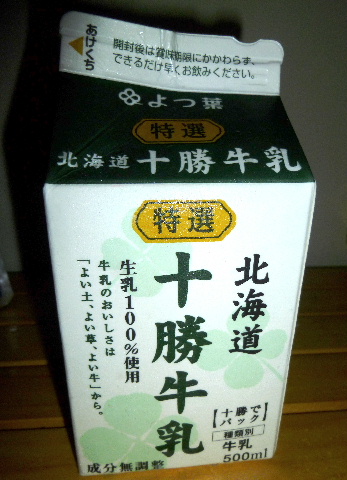 あけくち
開封後は賞味期限にかかわらず、
できるだけ早くお飲みください。
よつ葉
特選
北海道 十勝牛乳
特選
北海道
十勝牛乳
生乳100%使用
牛乳のおいしさは
「よい土、よい草、よい牛」から。
【十勝で
パック】
種類別
牛乳
500ml
成分無調整